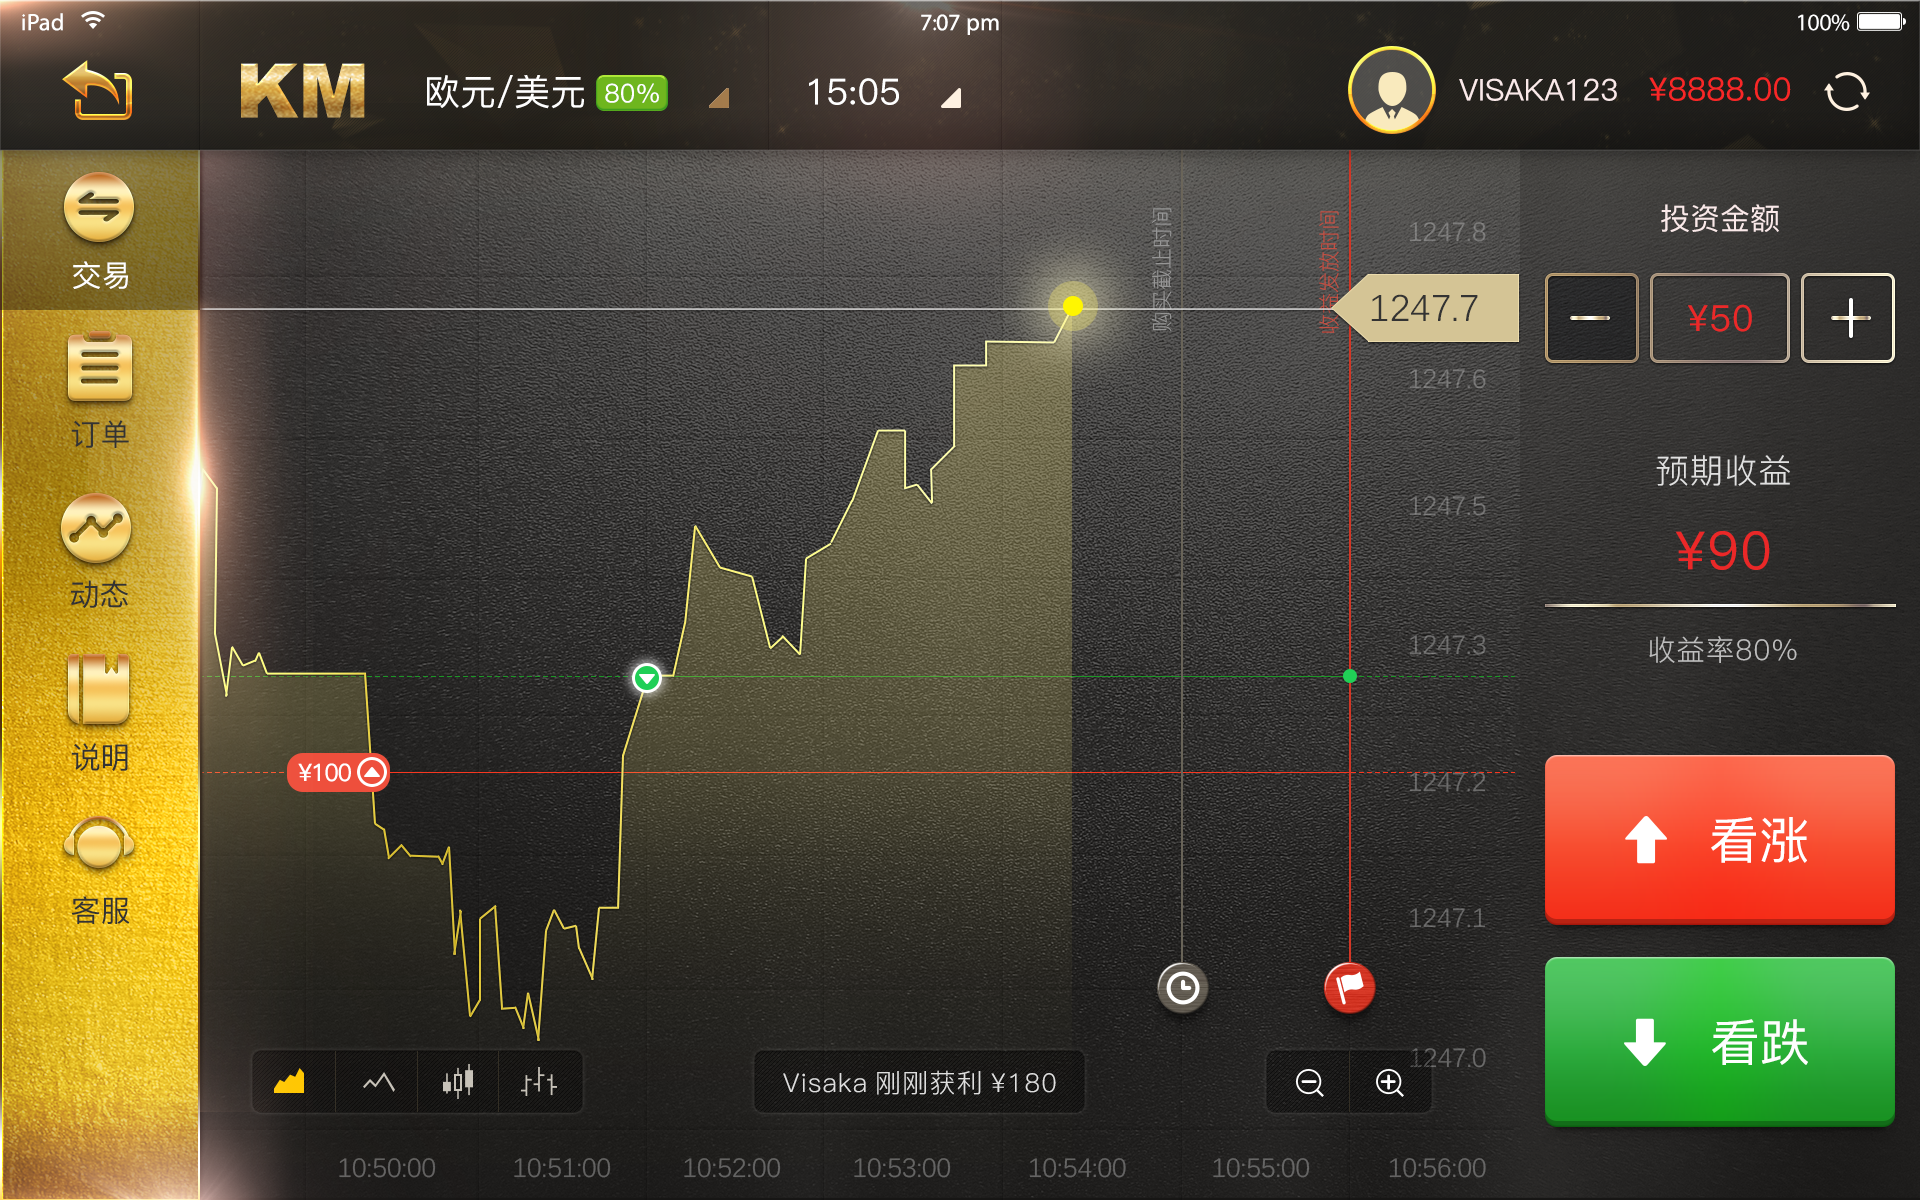 iPad
7:07 pm
100%
KM
欧元/美元 80%
15:05
VISAKA123
¥8888.00
交易
订单
动态
说明
客服
购买截止时间
收益发放时间
1247.8
1247.7
1247.6
1247.5
1247.3
1247.2
1247.1
1247.0
¥100
Visaka 刚刚获利 ¥180
10:50:00
10:51:00
10:52:00
10:53:00
10:54:00
10:55:00
10:56:00
投资金额
¥50
预期收益
¥90
收益率80%
看涨
看跌